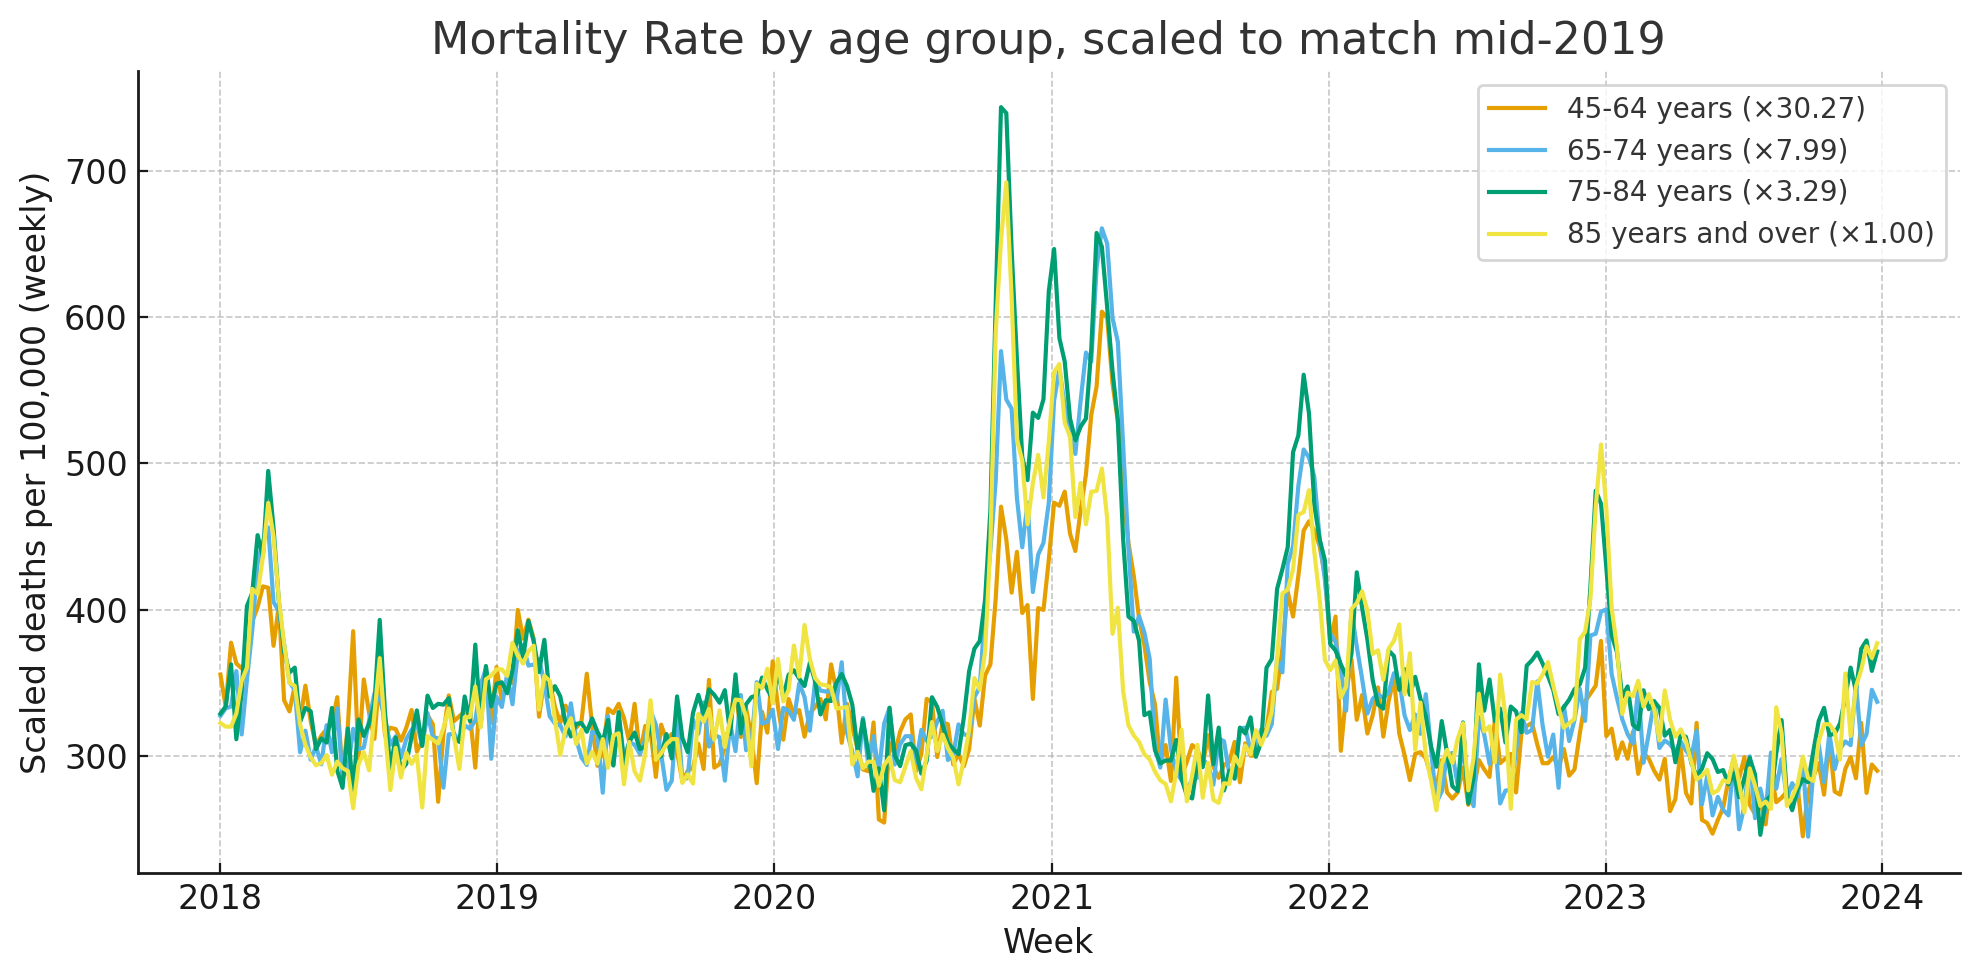 Mortality Rate by age group, scaled to match mid-2019
45-64 years (×30.27)
65-74 years (×7.99)
75-84 years (×3.29)
85 years and over (×1.00)
Scaled deaths per 100,000 (weekly)
700
600
500
400
300
2018
2019
2020
2021
2022
2023
2024
Week